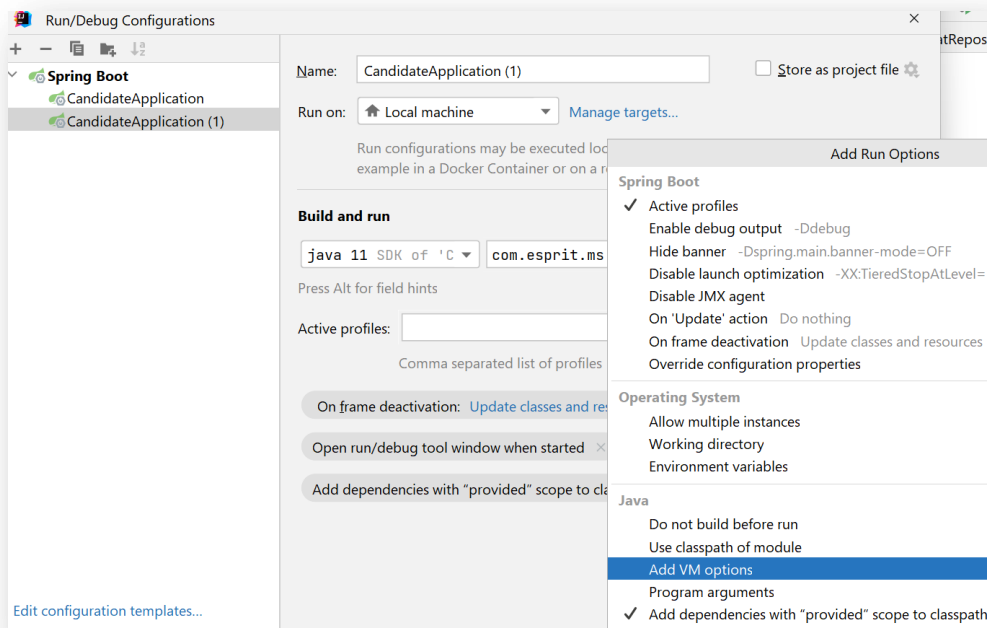 Run/Debug Configurations
atRepos
Spring Boot
CandidateApplication
CandidateApplication (1)
Edit configuration templates...
Name: CandidateApplication (1)
Store as project file
Run on: Local machine Manage targets...
Run configurations may be executed loc
example in a Docker Container or on a r
Build and run
java 11 SDK of 'C com.esprit.ms
Press Alt for field hints
Active profiles:
Comma separated list of profiles
On frame deactivation: Update classes and res
Open run/debug tool window when started
Add dependencies with “provided” scope to cla
Add Run Options
Spring Boot
Active profiles
Enable debug output -Ddebug
Hide banner -Dspring.main.banner-mode=OFF
Disable launch optimization -XX:TieredStopAtLevel=
Disable JMX agent
On 'Update' action Do nothing
On frame deactivation Update classes and resources
Override configuration properties
Operating System
Allow multiple instances
Working directory
Environment variables
Java
Do not build before run
Use classpath of module
Add VM options
Program arguments
Add dependencies with “provided” scope to classpath